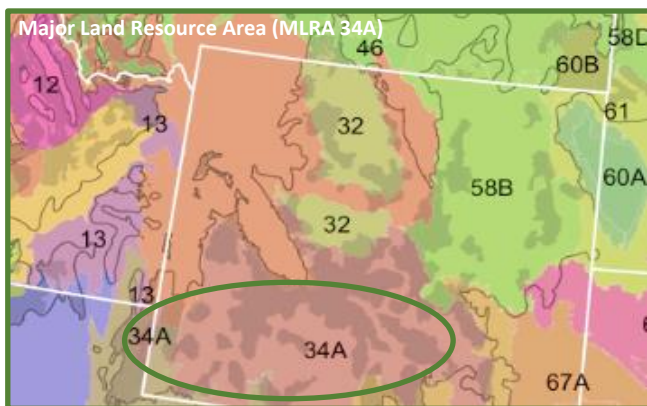 Major Land Resource Area (MLRA 34A)
46
58D
60B
12
13
32
61
58B
60A
32
13
13
34A
34A
67A